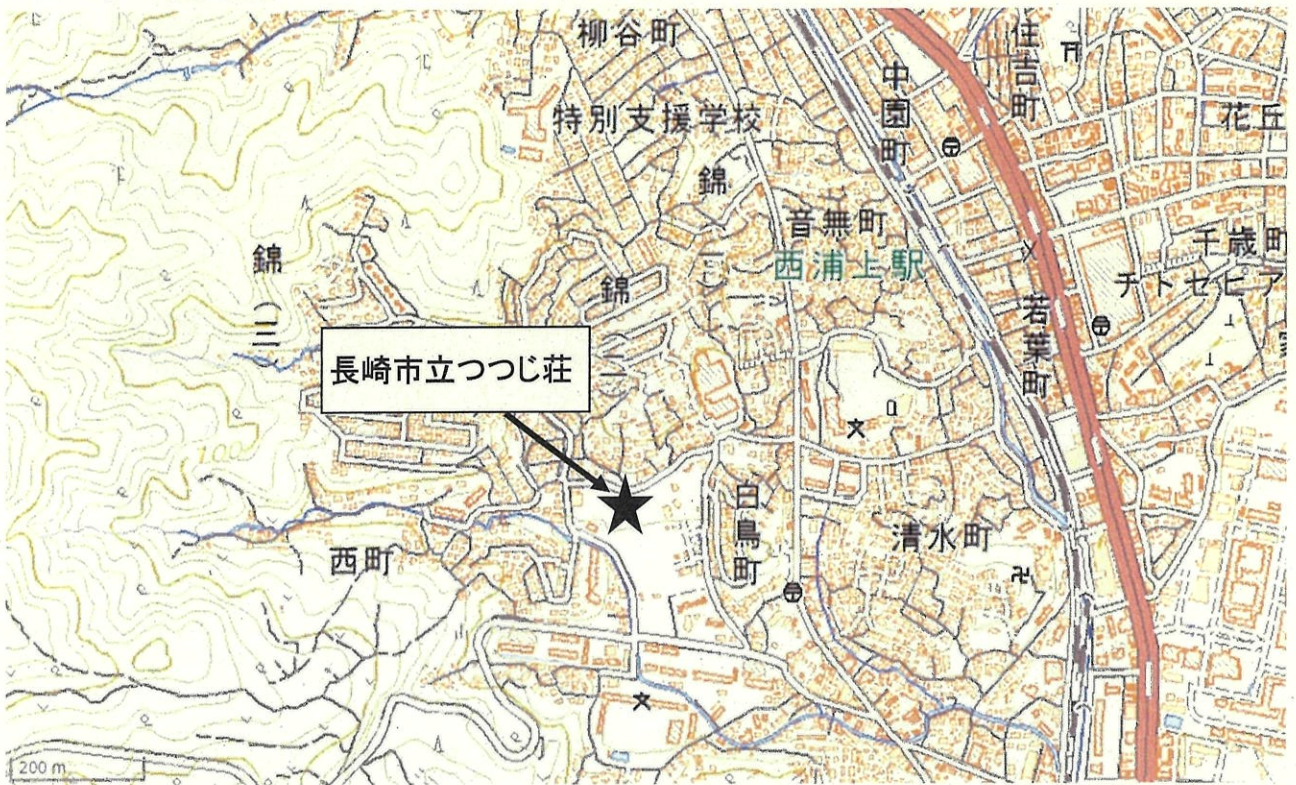 柳谷町
住吉町
中園町
特別支援学校
花丘
錦
音無町
千歳町
西浦上駅
錦
(三)
錦
チトセピア
若葉町
長崎市立つつじ荘
100
白鳥町
清水町
西町
200 m